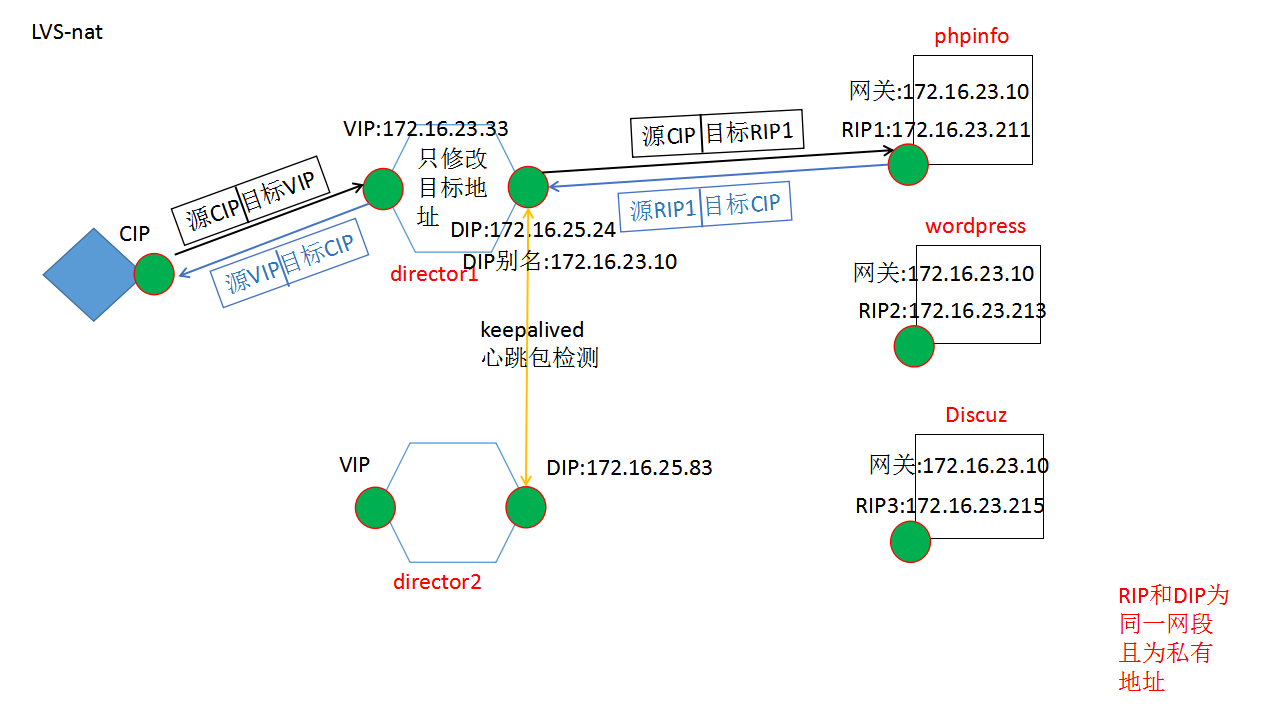 LVS-nat
phpinfo
网关:172.16.23.10
RIP1:172.16.23.211
VIP:172.16.23.33
只修改
目标地
址
源CIP 目标RIP1
源RIP1 目标CIP
源CIP 目标VIP
源VIP 目标CIP
CIP
DIP:172.16.25.24
DIP别名:172.16.23.10
director1
wordpress
网关:172.16.23.10
RIP2:172.16.23.213
keepalived
心跳包检测
Discuz
网关:172.16.23.10
RIP3:172.16.23.215
VIP
DIP:172.16.25.83
director2
RIP和DIP为
同一网段
且为私有
地址